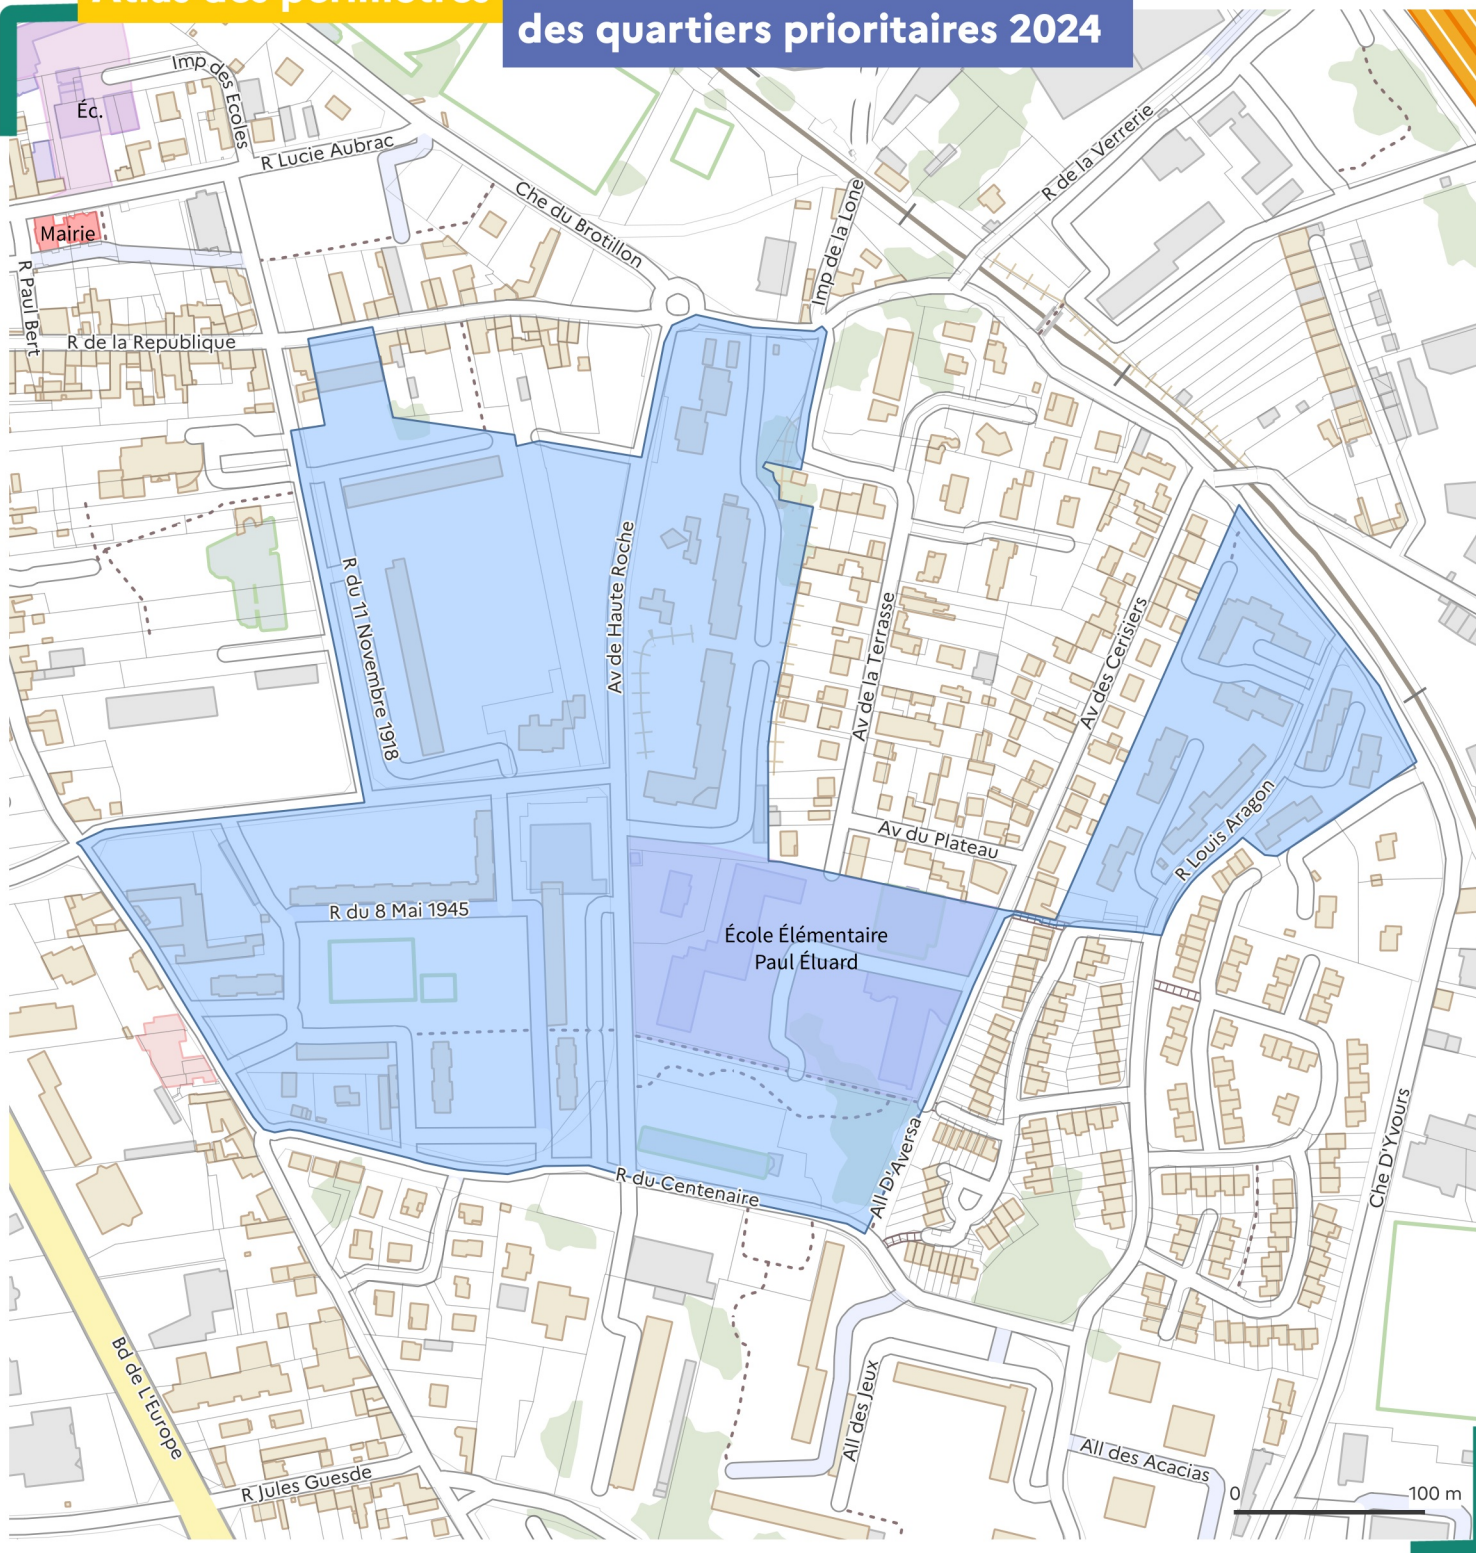 Atlas des périmètres
des quartiers prioritaires 2024
Imp des Ecoles
Éc.
R Lucie Aubrac
R de la Verrerie
Che du Brotillon
Imp de la Lone
Mairie
R Paul Bert
R de la Republique
R du 11 Novembre 1918
Av de Haute Roche
Av de la Terrasse
Av des Cerisiers
R Louis Aragon
Av du Plateau
R du 8 Mai 1945
École Élémentaire
Paul Éluard
Che D'Yvours
All D'Aversa
R du Centenaire
Bd de L'Europe
All des Jeux
All des Acacias
R Jules Guesde
0
100 m